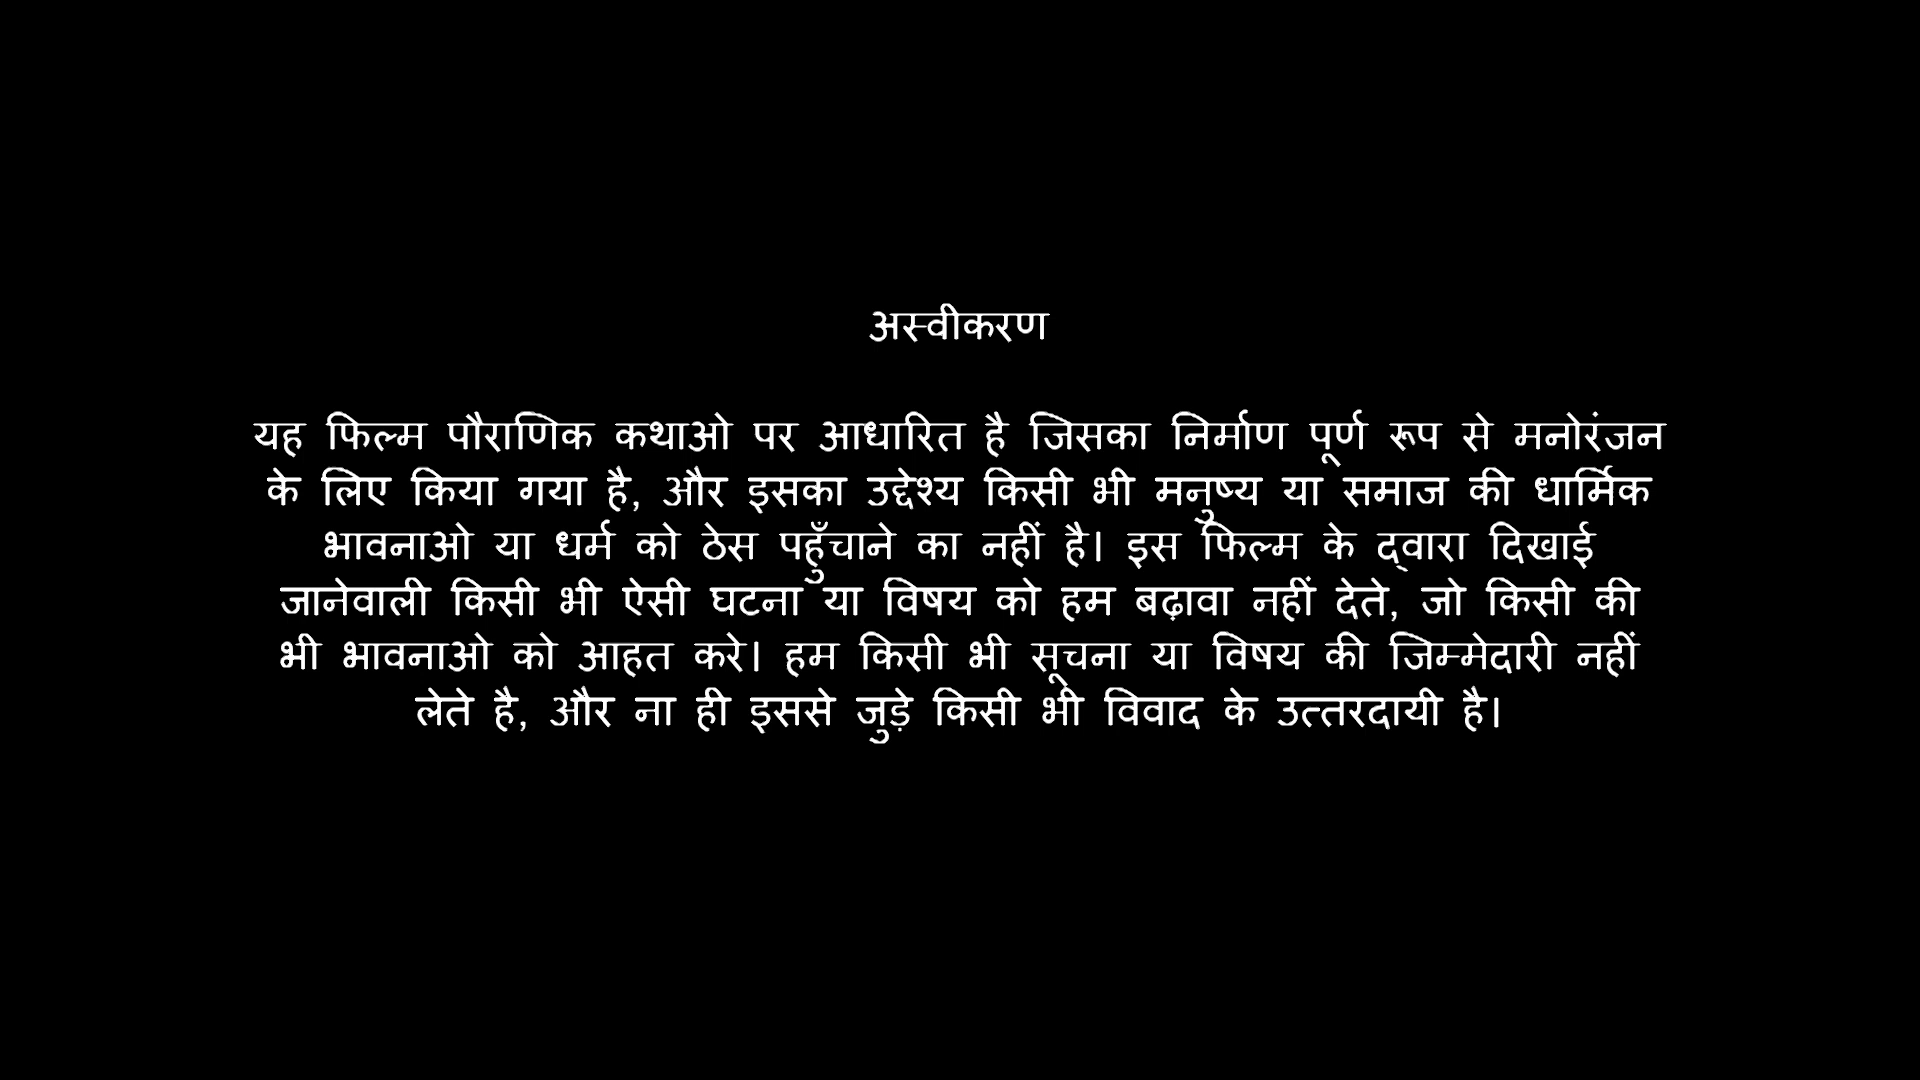 अस्वीकरण
यह फिल्म पौराणिक कथाओ पर आधारित है जिसका निर्माण पूर्ण रूप से मनोरंजन
के लिए किया गया है, और इसका उद्देश्य किसी भी मनुष्य या समाज की धार्मिक
भावनाओ या धर्म को ठेस पहुँचाने का नहीं है। इस फिल्म के द्वारा दिखाई
जानेवाली किसी भी ऐसी घटना या विषय को हम बढ़ावा नहीं देते, जो किसी की
भी भावनाओ को आहत करे। हम किसी भी सूचना या विषय की जिम्मेदारी नहीं
लेते है, और ना ही इससे जुड़े किसी भी विवाद के उत्तरदायी है।